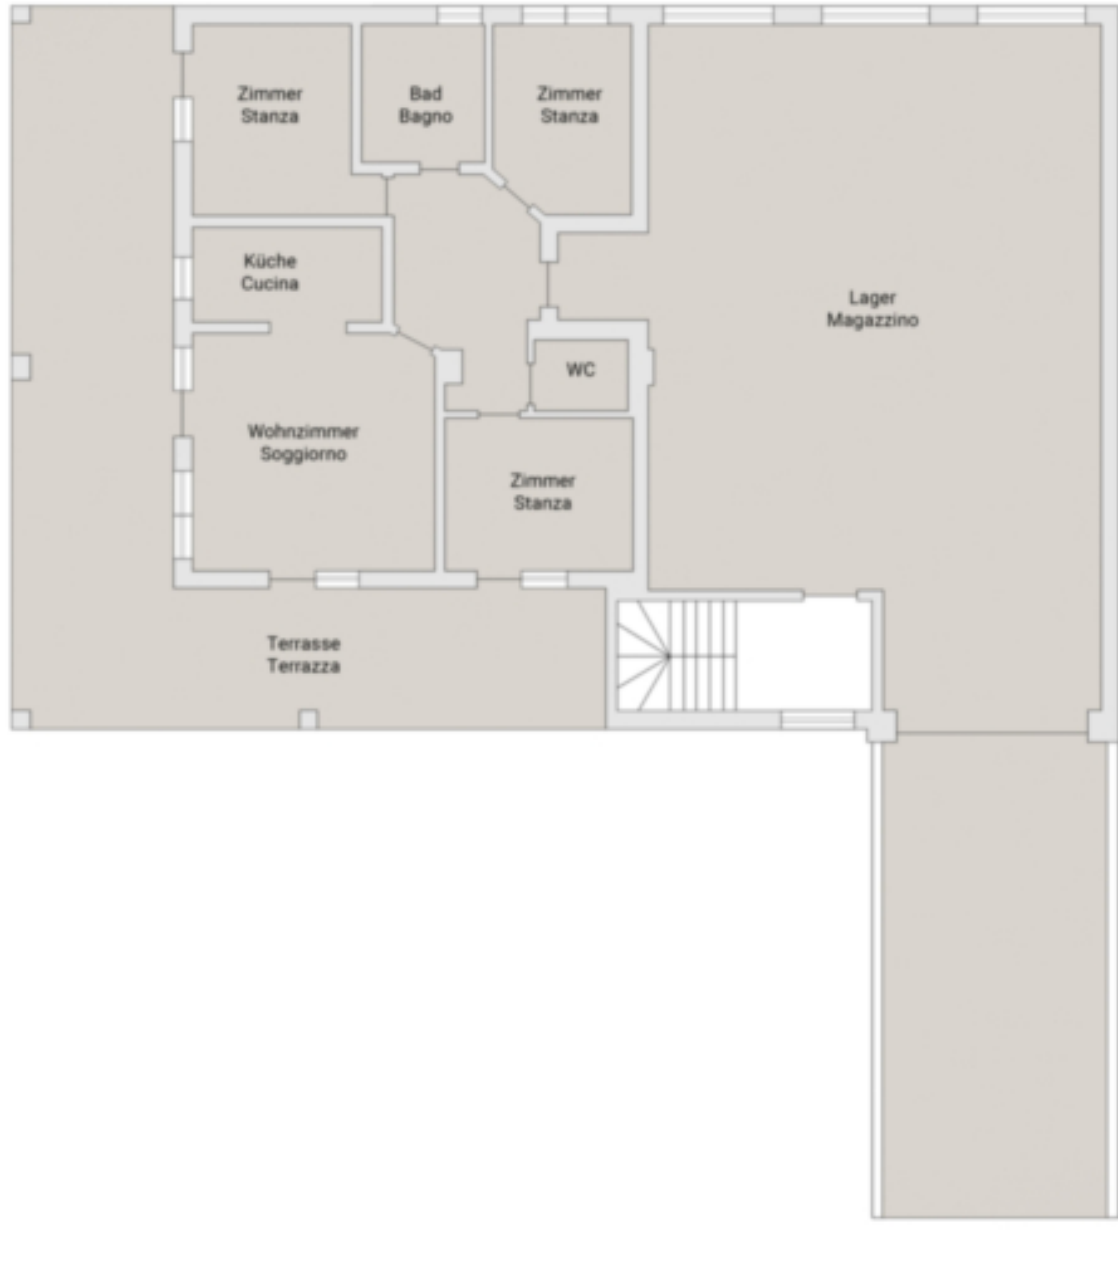 Zimmer
Stanza
Bad
Bagno
Zimmer
Stanza
Küche
Cucina
Lager
Magazzino
WC
Wohnzimmer
Soggiorno
Zimmer
Stanza
Terrasse
Terrazza